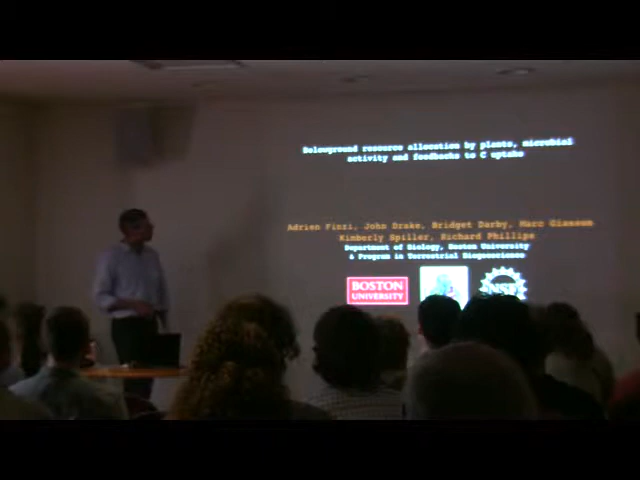 Belowground resource allocation by plants, microbial
activity and feedbacks to C uptake
Adrien Finzi, John Drake, Bridget Darby, Marc Giasson
Kimberly Spiller, Richard Phillips
Department of Biology, Boston University
& Program in Terrestrial Biogeosciences
BOSTON
UNIVERSITY
NSF